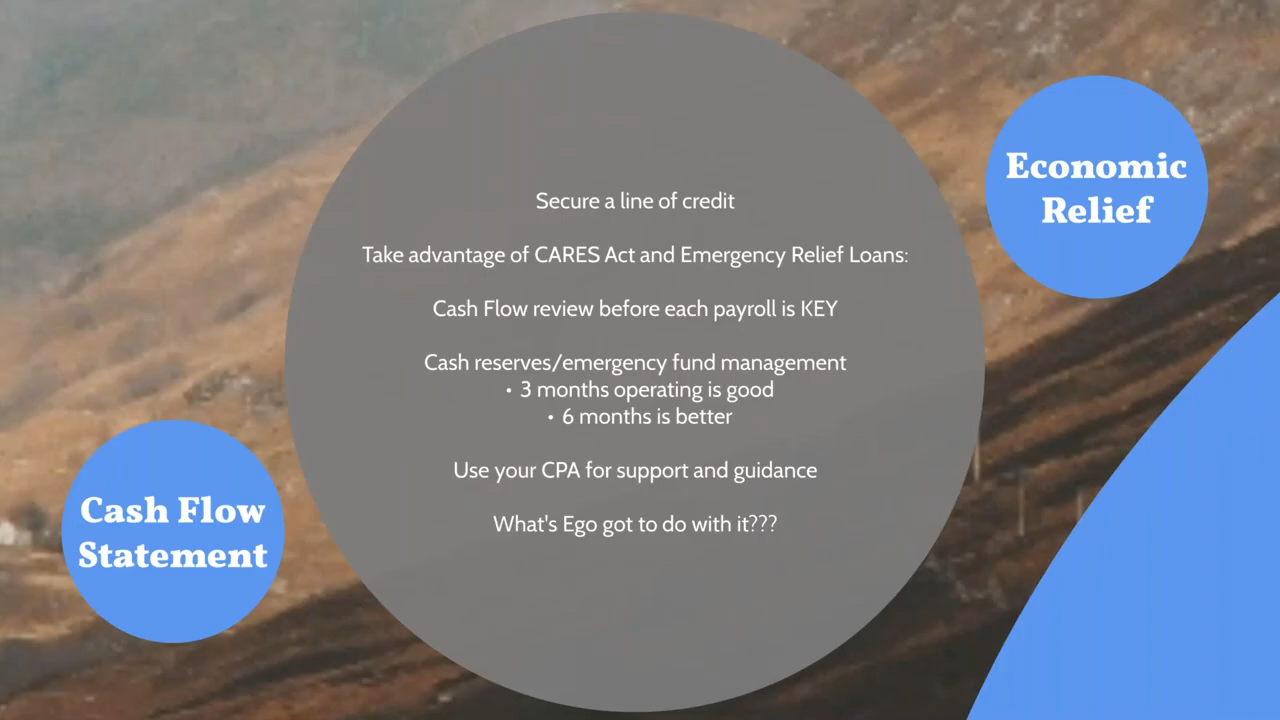 Secure a line of credit
Take advantage of CARES Act and Emergency Relief Loans:
Cash Flow review before each payroll is KEY
Cash reserves/emergency fund management
• 3 months operating is good
• 6 months is better
Use your CPA for support and guidance
What's Ego got to do with it???
Economic
Relief
Cash Flow
Statement